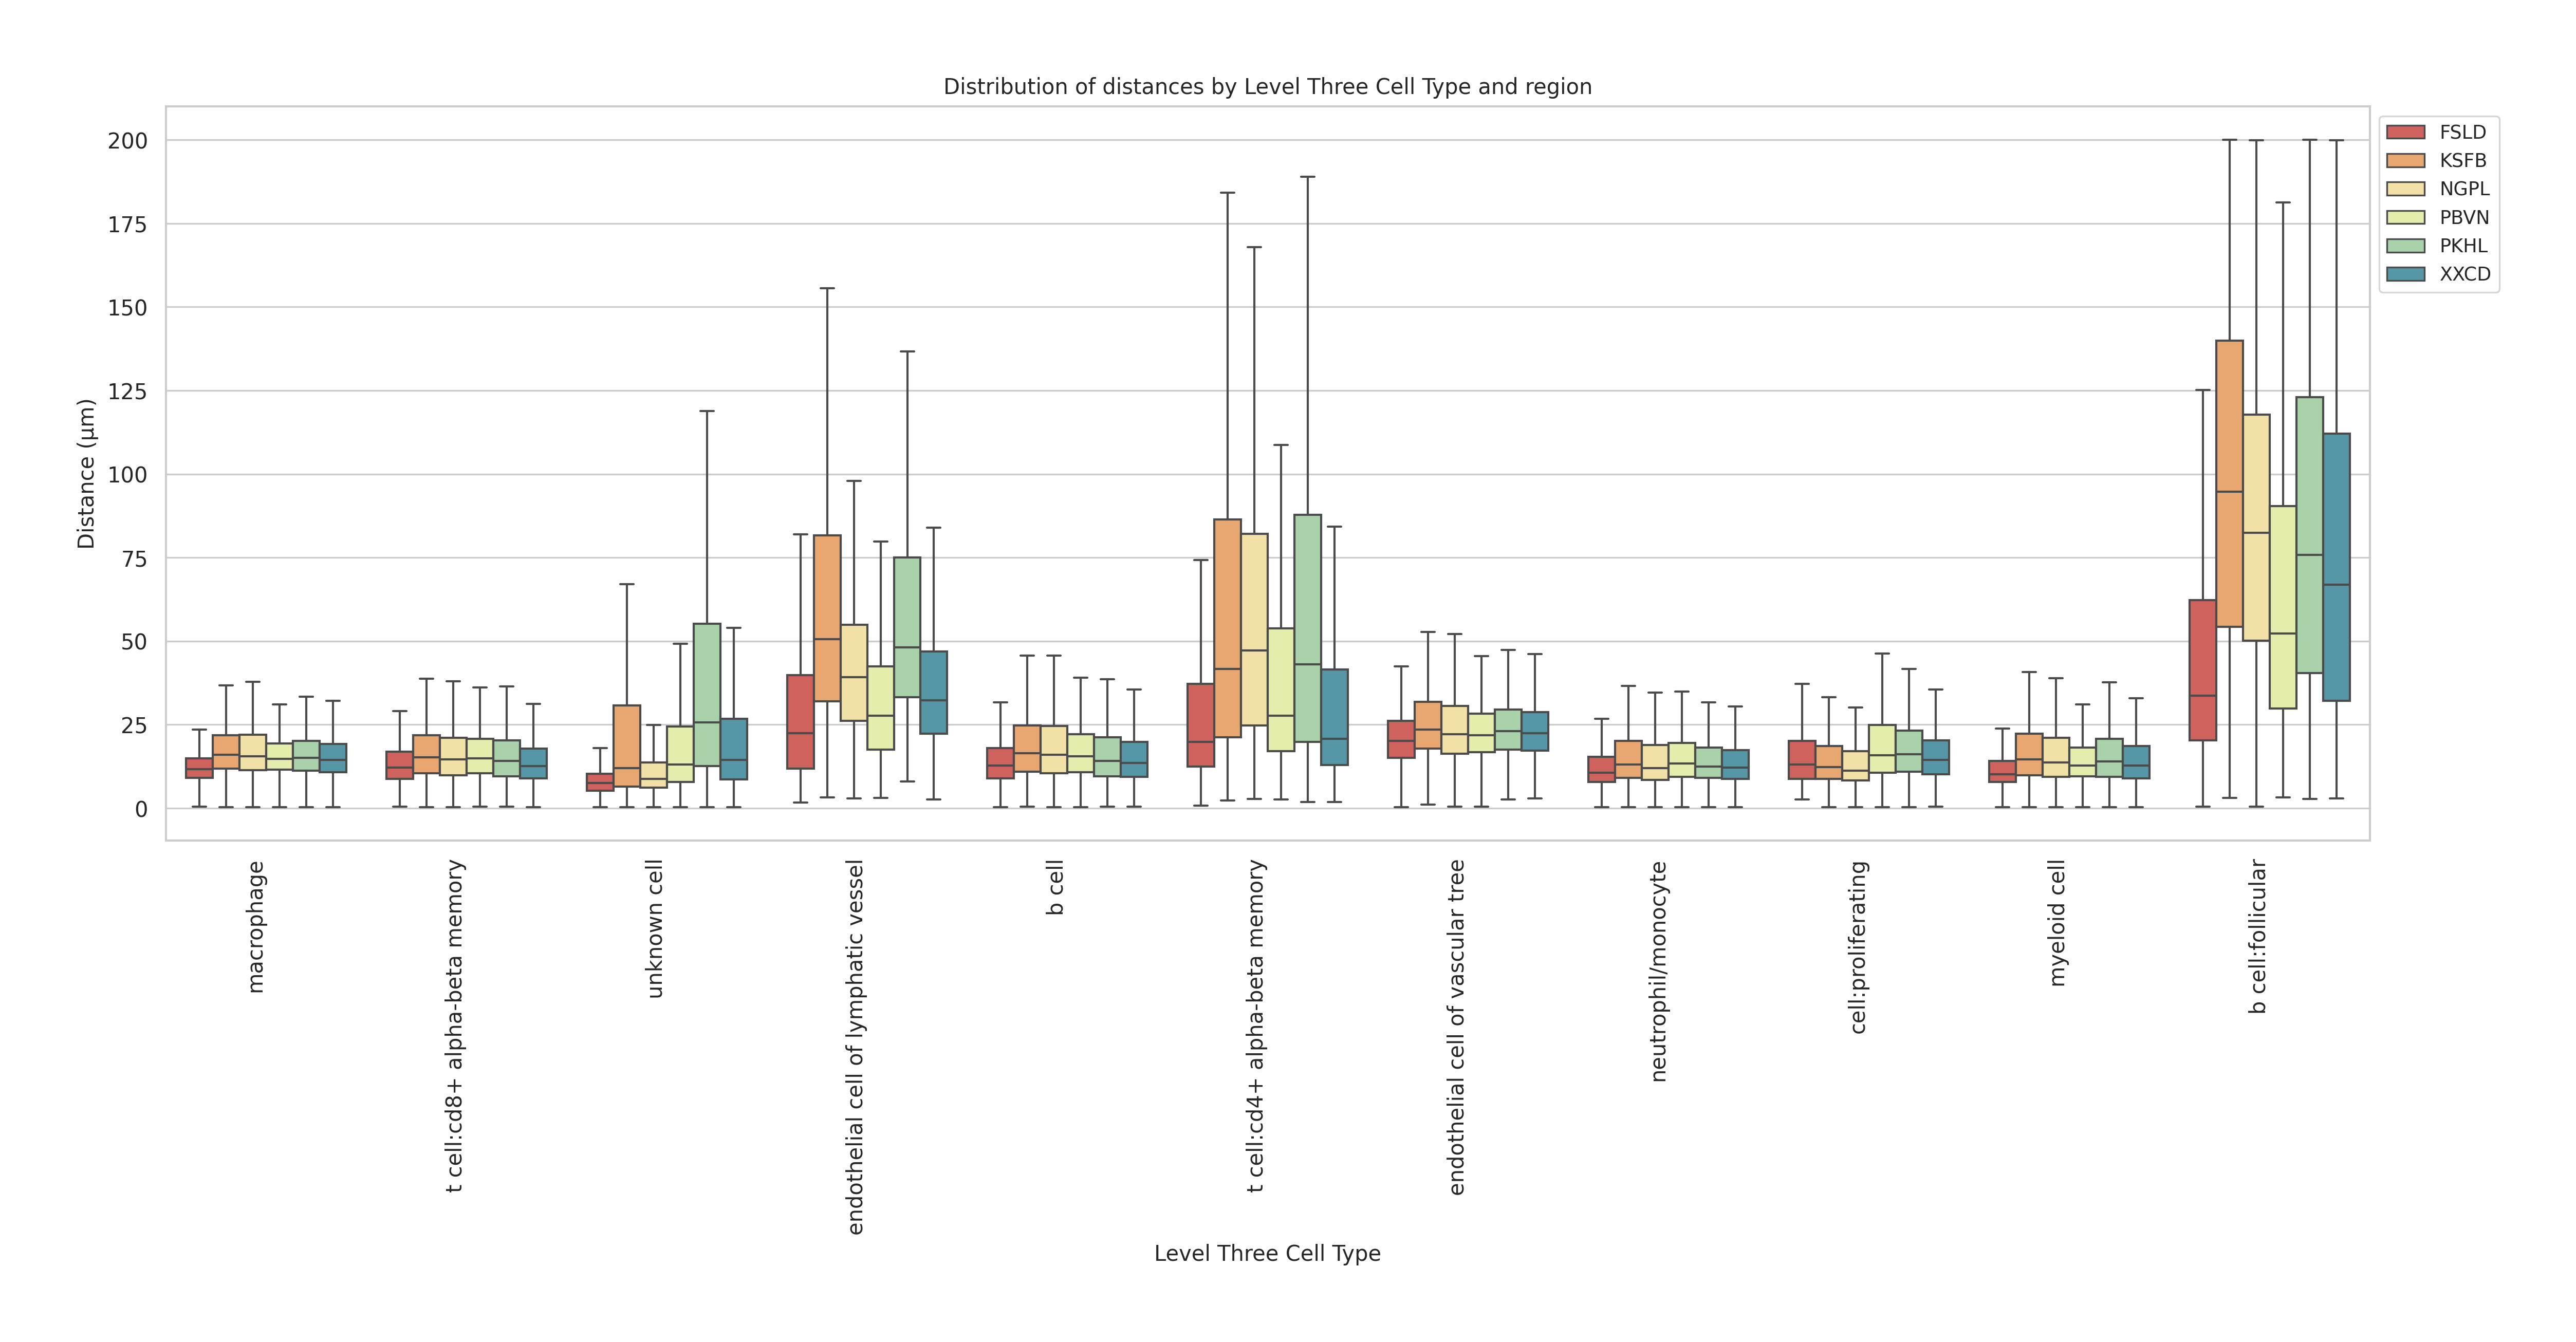 Distribution of distances by Level Three Cell Type and region
200
175
150
125
100
75
50
25
0
Distance (μm)
FSLD
KSFB
NGPL
PBVN
PKHL
XXCD
macrophage
t cell:cd8+ alpha-beta memory
unknown cell
endothelial cell of lymphatic vessel
b cell
t cell:cd4+ alpha-beta memory
endothelial cell of vascular tree
neutrophil/monocyte
cell:proliferating
myeloid cell
b cell:follicular
Level Three Cell Type